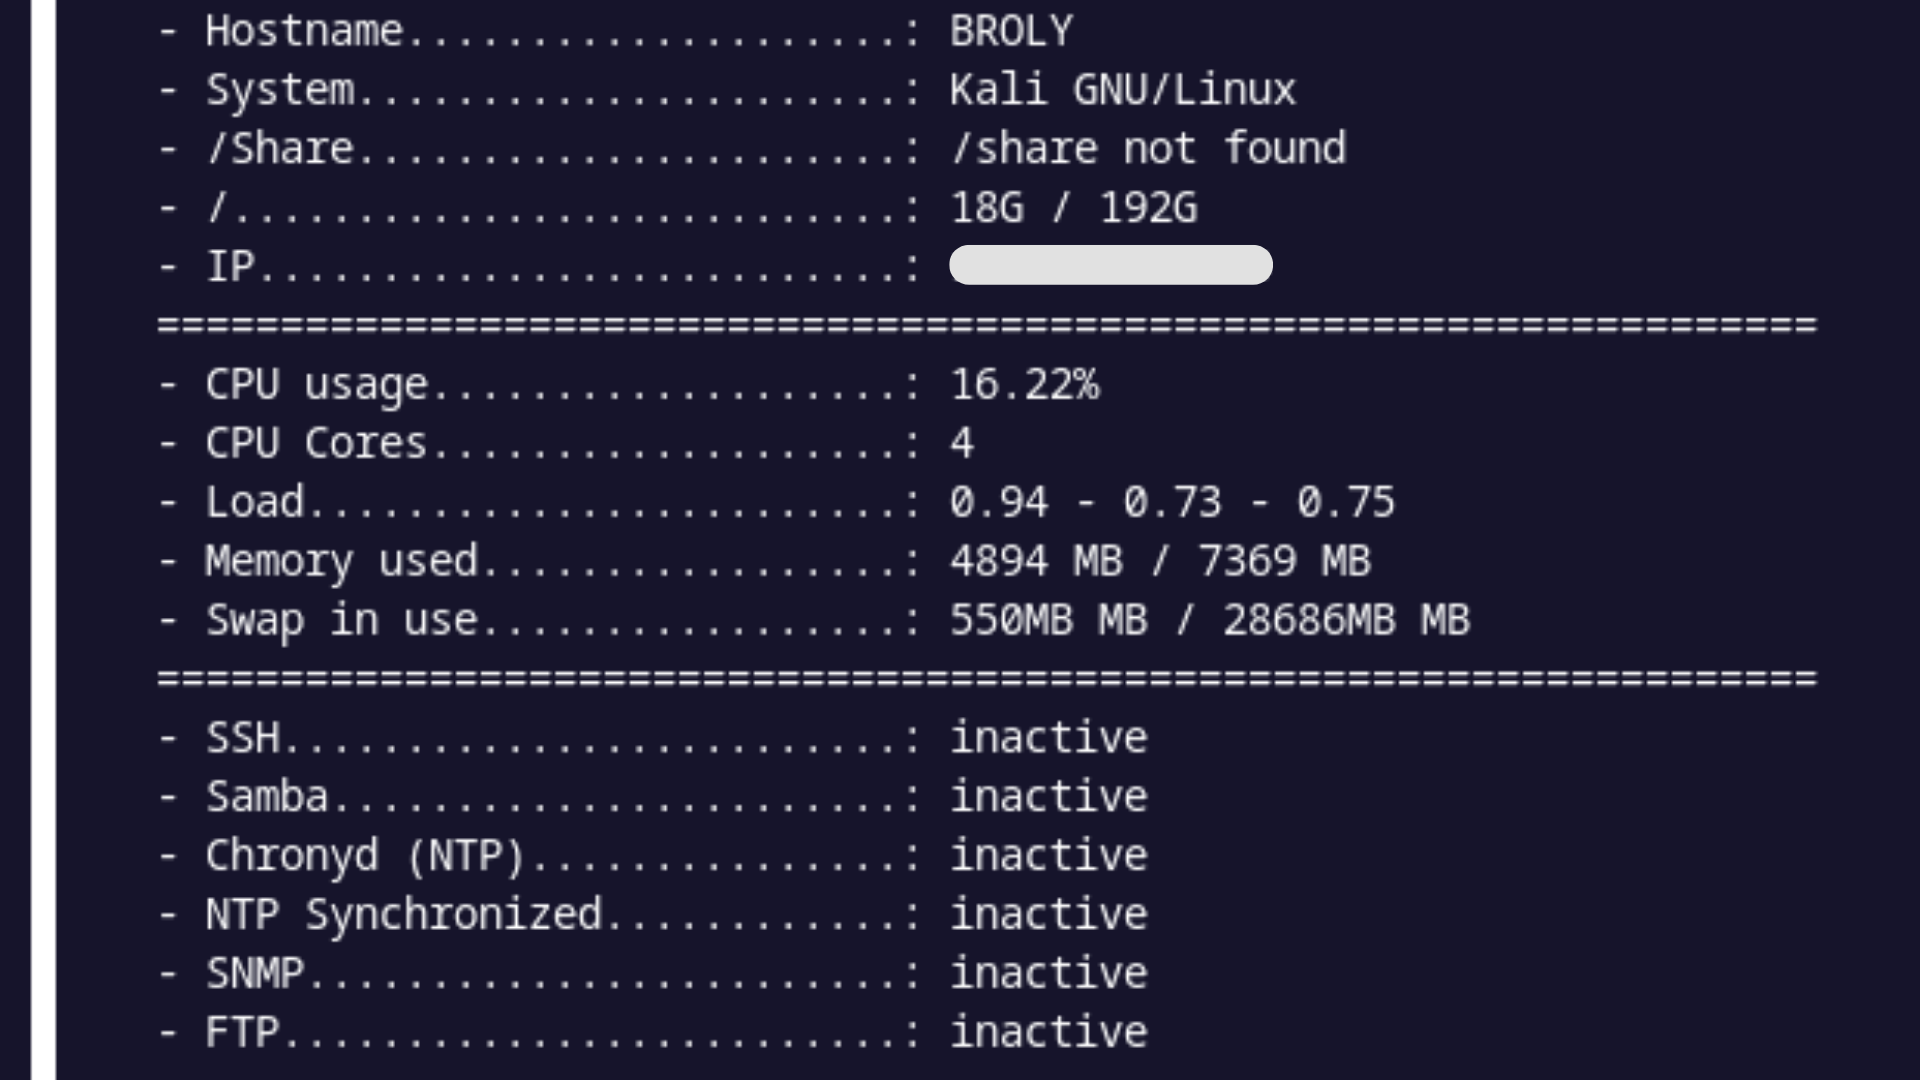 - Hostname....................: BROLY
- System......................: Kali GNU/Linux
- /Share......................: /share not found
- /...........................: 18G / 192G
- IP..........................:
===================================================================
- CPU usage...................: 16.22%
- CPU Cores...................: 4
- Load........................: 0.94 - 0.73 - 0.75
- Memory used.................: 4894 MB / 7369 MB
- Swap in use.................: 550MB MB / 28686MB MB
===================================================================
- SSH.........................: inactive
- Samba.......................: inactive
- Chronyd (NTP)...............: inactive
- NTP Synchronized............: inactive
- SNMP........................: inactive
- FTP.........................: inactive